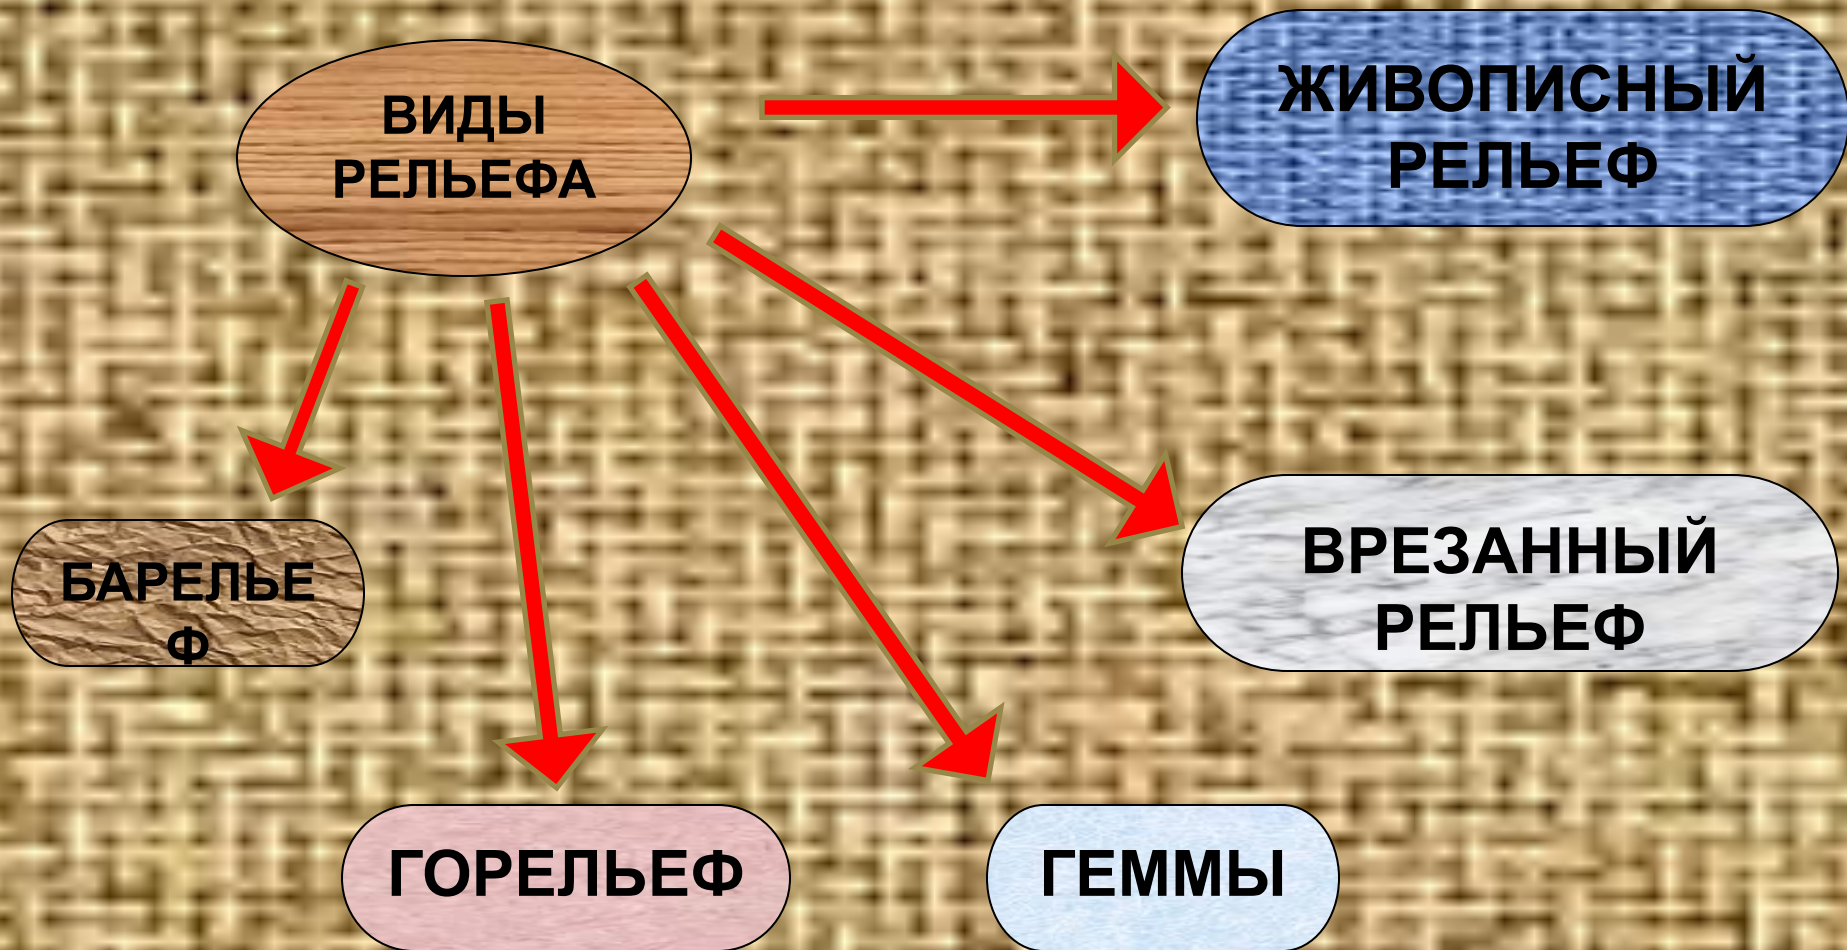 ВИДЫ
РЕЛЬЕФА
ЖИВОПИСНЫЙ
РЕЛЬЕФ
БАРЕЛЬЕ
Ф
ВРЕЗАННЫЙ
РЕЛЬЕФ
ГОРЕЛЬЕФ
ГЕММЫ